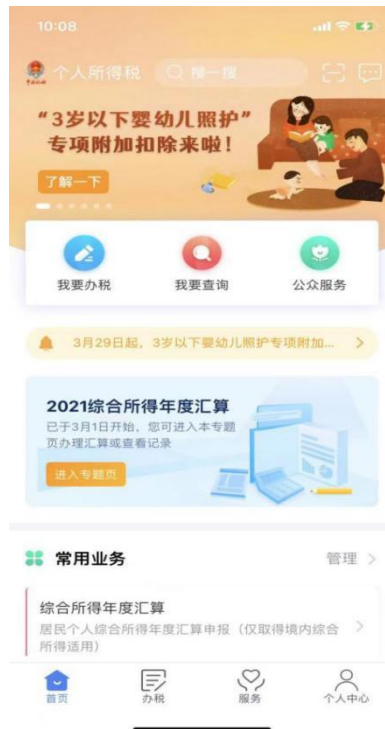 10:08
个人所得税
搜一搜
“3岁以下婴幼儿照护”
专项附加扣除来啦！
了解一下
我要办税
我要查询
公众服务
3月29日起，3岁以下婴幼儿照护专项附加...
2021综合所得年度汇算
已于3月1日开始，您可进入本专题
页办理汇算或查看记录
进入专题页
常用业务
管理
综合所得年度汇算
居民个人综合所得年度汇算申报（仅取得境内综合
所得适用）
首页
办税
服务
个人中心